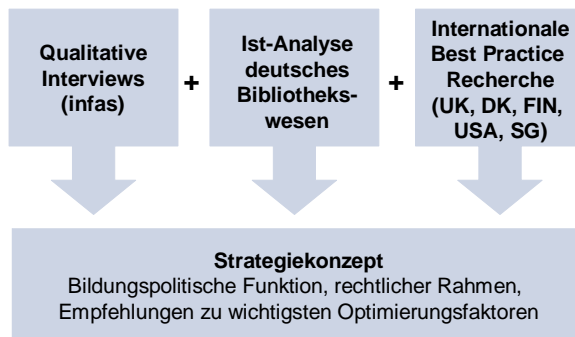 Qualitative
Interviews
(infas)
+
Ist-Analyse
deutsches
Bibliotheks-
wesen
+
Internationale
Best Practice
Recherche
(UK, DK, FIN,
USA, SG)
Strategiekonzept
Bildungspolitische Funktion, rechtlicher Rahmen,
Empfehlungen zu wichtigsten Optimierungsfaktoren